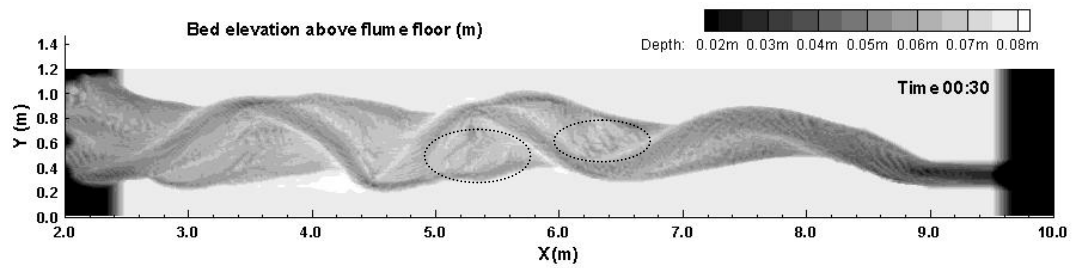 Bed elevation above flume floor (m)
Depth: 0.02m 0.03m 0.04m 0.05m 0.06m 0.07m 0.08m
Time 00:30
Y (m)
1.4
1.2
1.0
0.8
0.6
0.4
0.2
0.0
2.0 3.0 4.0 5.0 6.0 7.0 8.0 9.0 10.0
X (m)